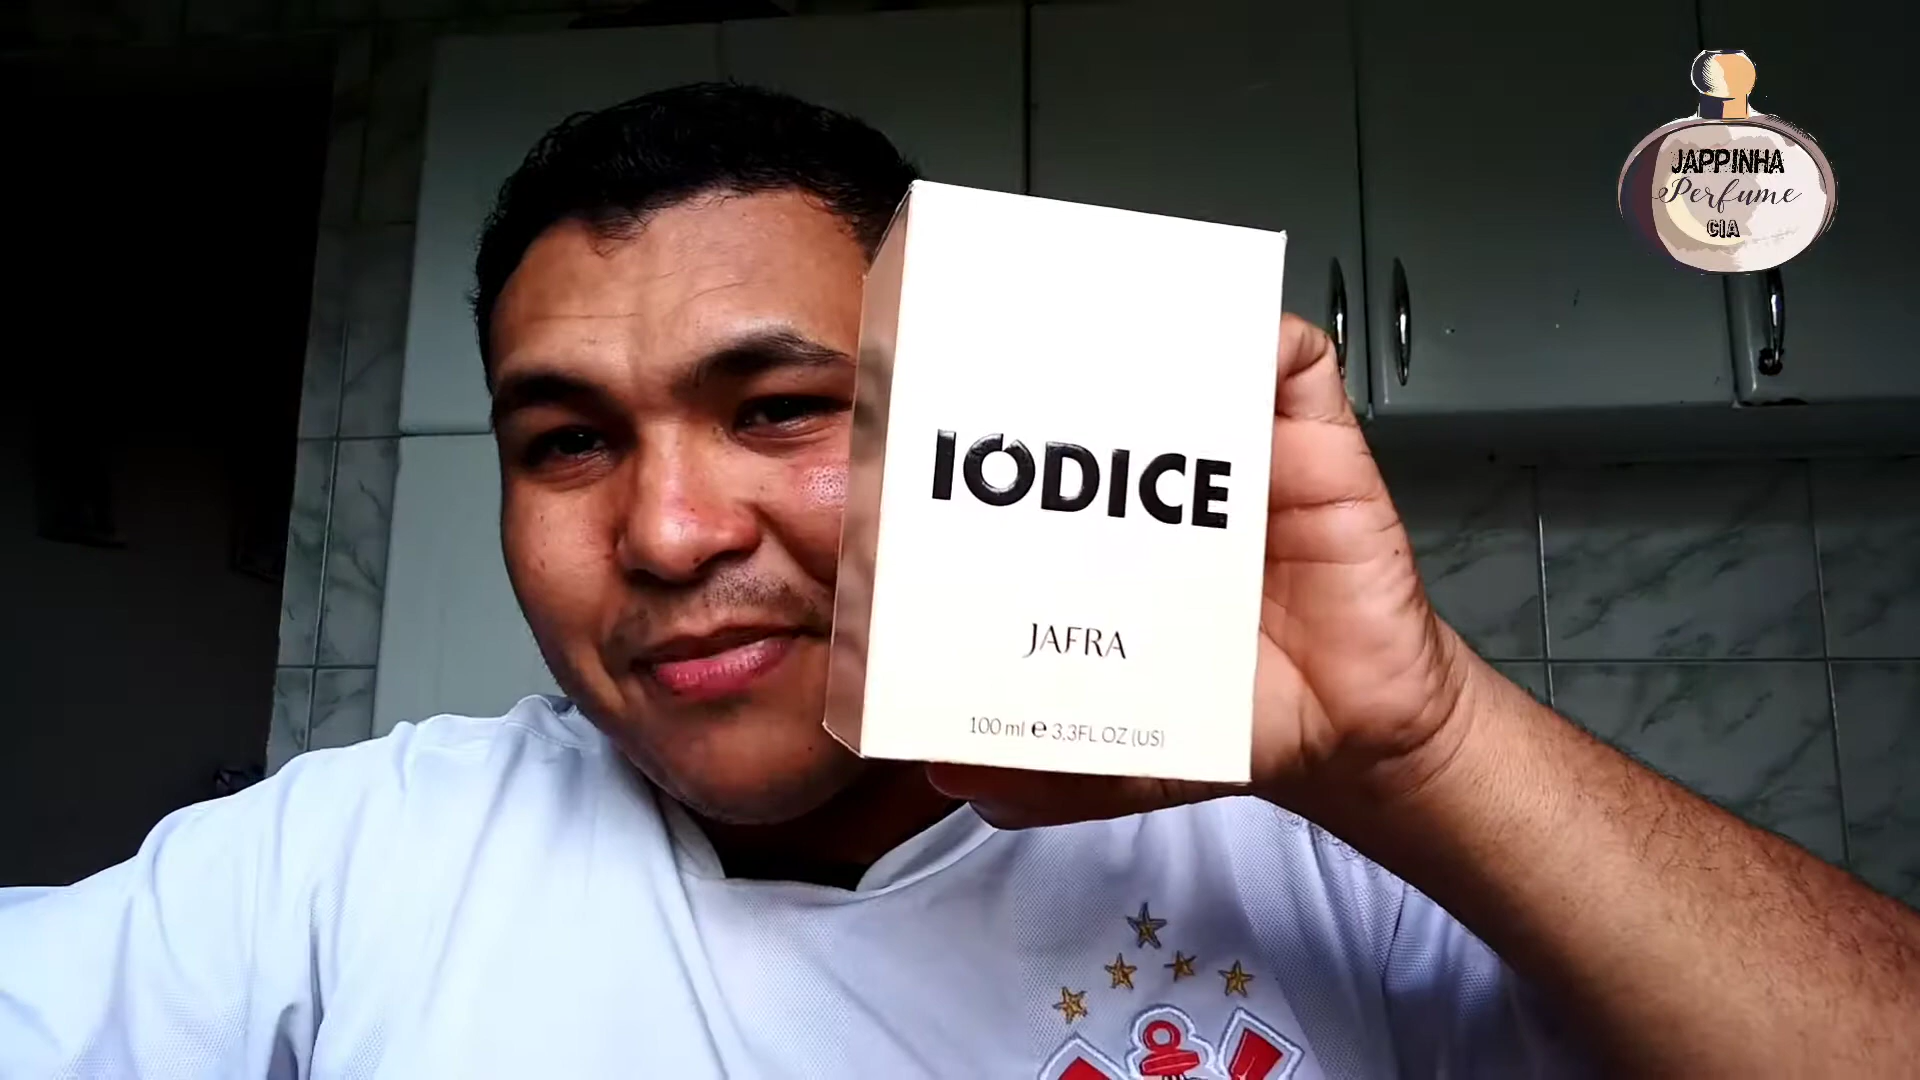 JAPPINHA
Perfume
CIA
IODICE
JAFRA
100 ml e 3,3FL OZ (US)